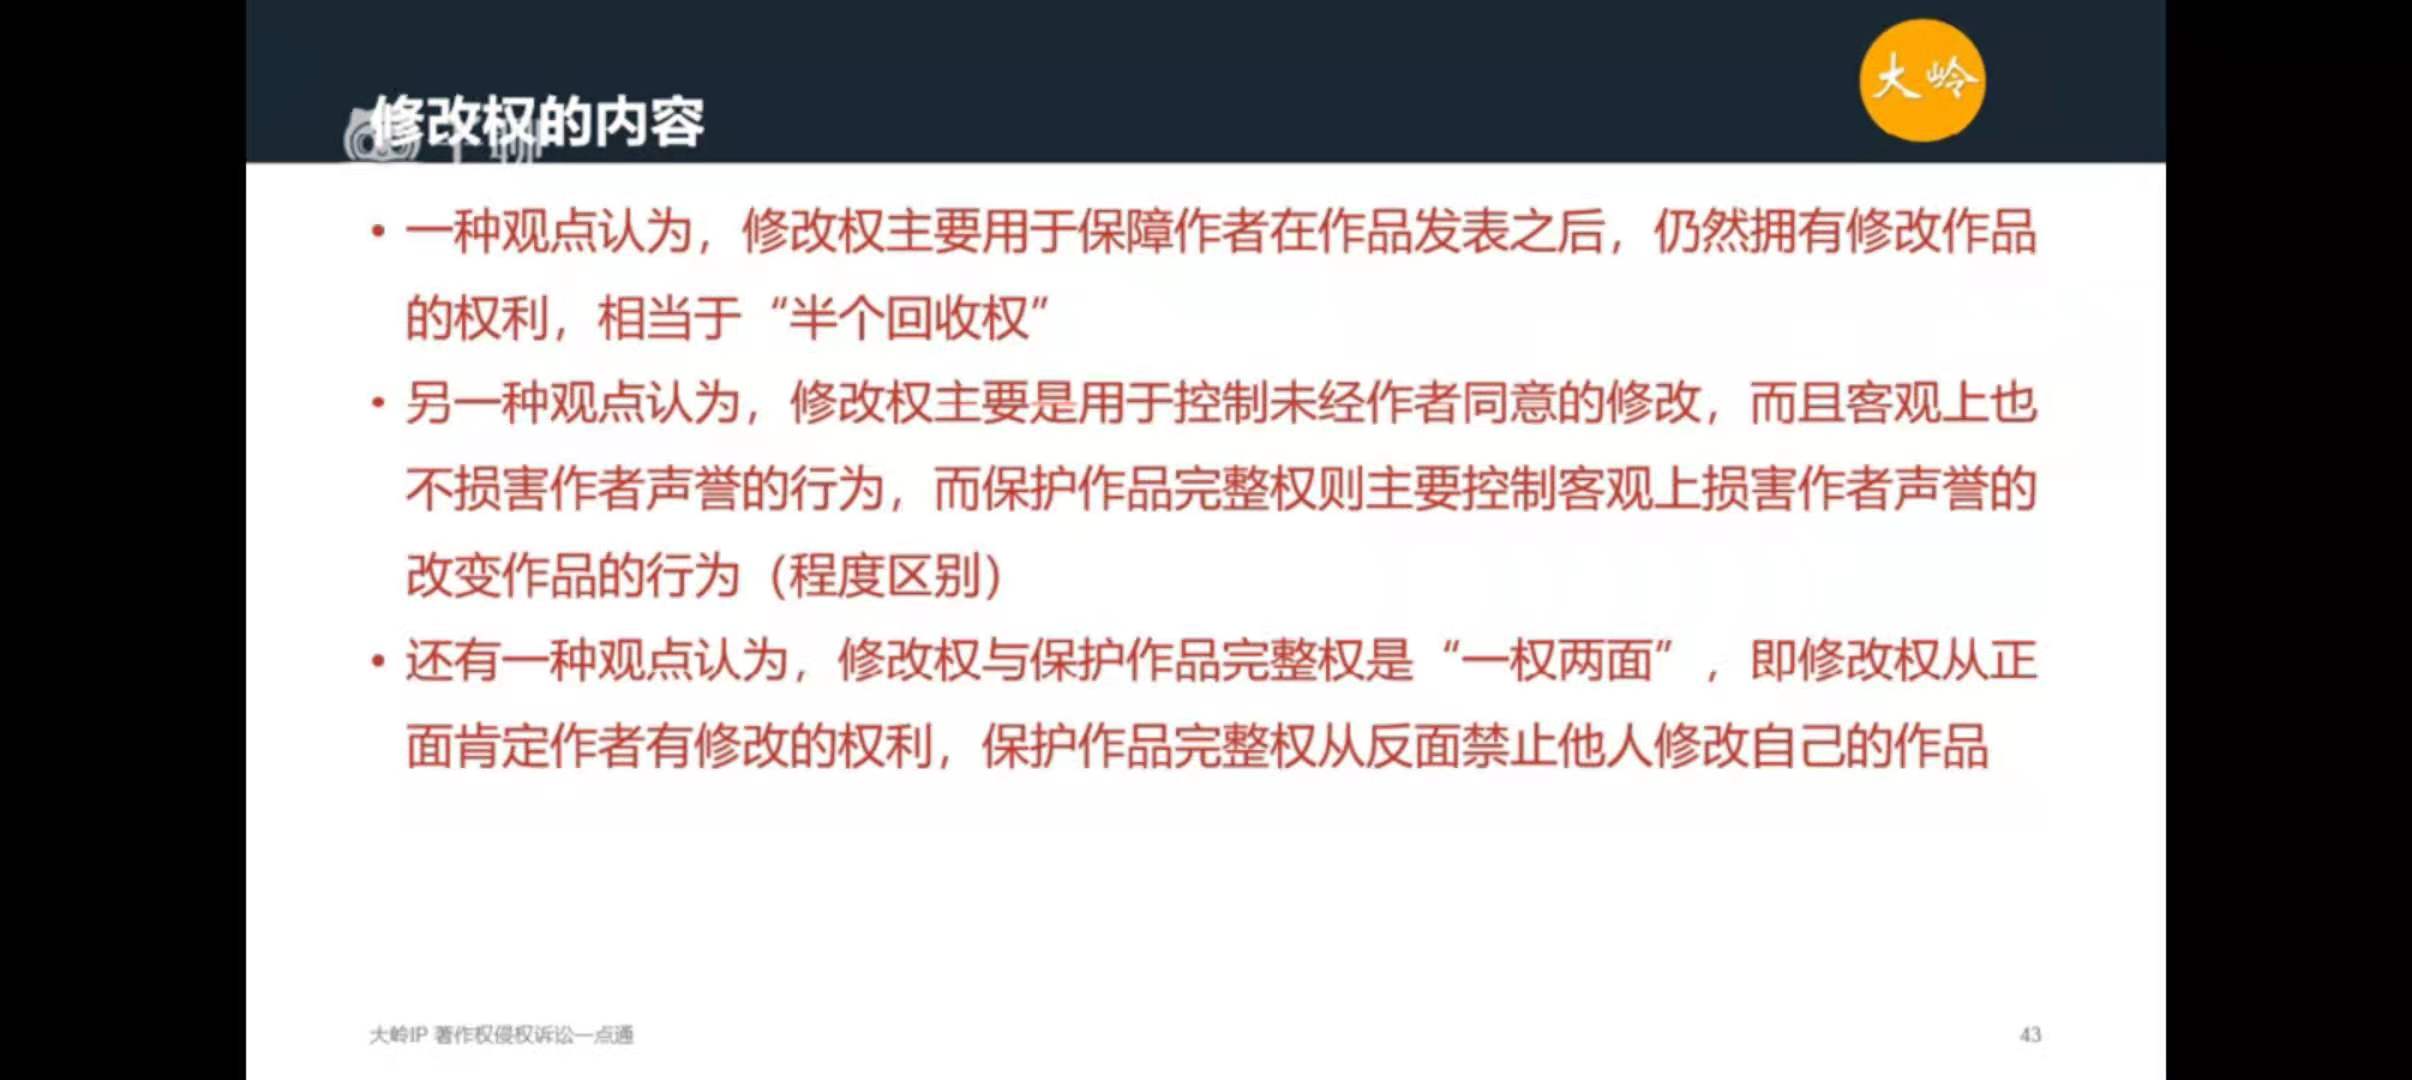 大岭
修改权的内容
• 一种观点认为，修改权主要用于保障作者在作品发表之后，仍然拥有修改作品
的权利，相当于“半个回收权”
• 另一种观点认为，修改权主要是用于控制未经作者同意的修改，而且客观上也
不损害作者声誉的行为，而保护作品完整权则主要控制客观上损害作者声誉的
改变作品的行为（程度区别）
• 还有一种观点认为，修改权与保护作品完整权是“一权两面”，即修改权从正
面肯定作者有修改的权利，保护作品完整权从反面禁止他人修改自己的作品
大岭IP 著作权侵权诉讼一点通
43